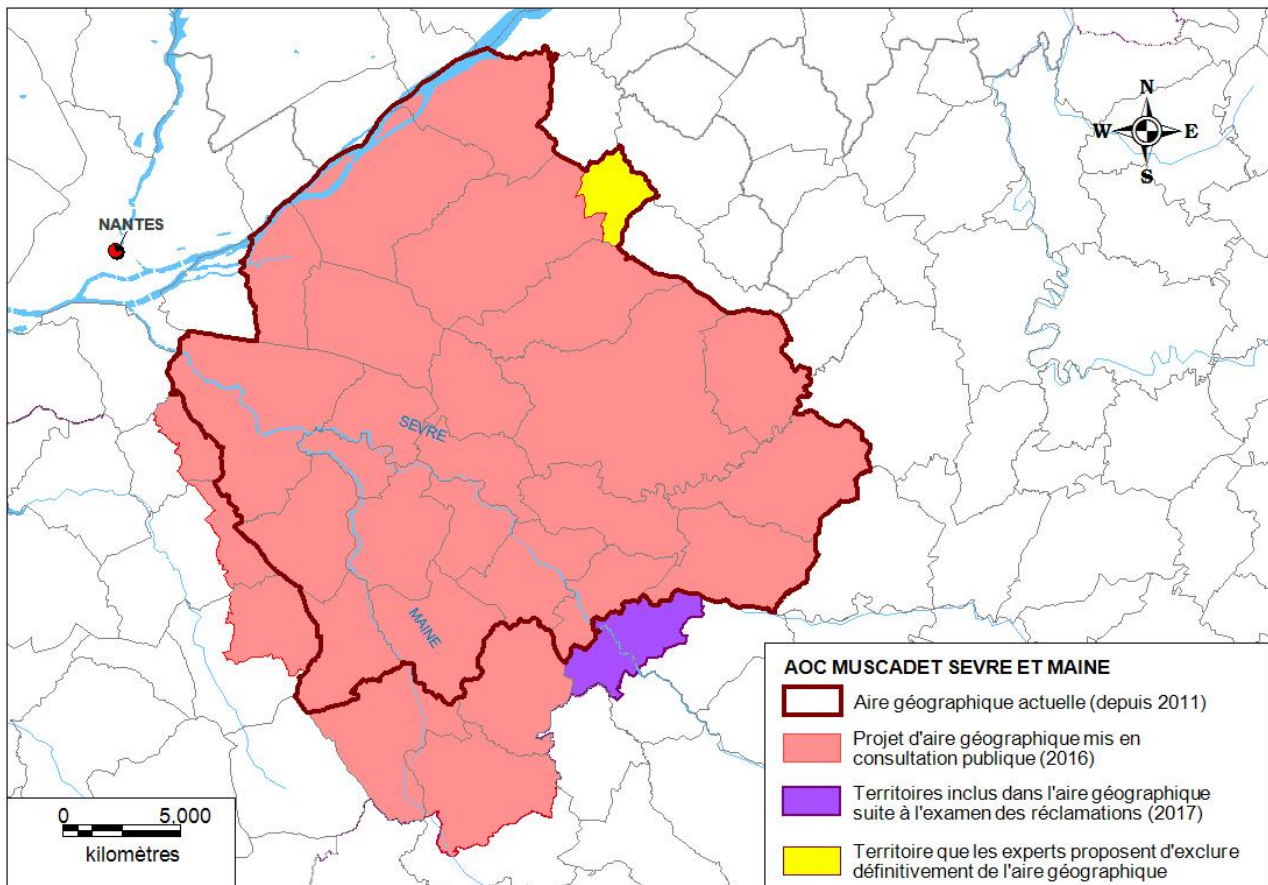 N
W E
S
NANTES
SEVRE
MAINE
0 5,000
kilomètres
AOC MUSCADET SEVRE ET MAINE
Aire géographique actuelle (depuis 2011)
Projet d'aire géographique mis en
consultation publique (2016)
Territoires inclus dans l'aire géographique
suite à l'examen des réclamations (2017)
Territoire que les experts proposent d'exclure
définitivement de l'aire géographique